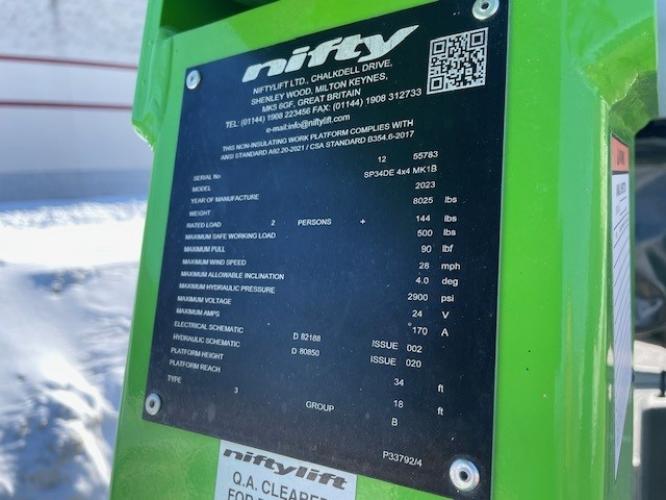 nifty
NIFTYLIFT LTD., CHALKDELL DRIVE,
SHENLEY WOOD, MILTON KEYNES,
MK5 6GF, GREAT BRITAIN
TEL: (01144) 1908 223456 FAX: (01144) 1908 312733
e-mail:info@niftylift.com
THIS NON-INSULATING WORK PLATFORM COMPLIES WITH
ANSI STANDARD A92.20-2021 / CSA STANDARD B354.6-2017
SERIAL No 12 55783
MODEL SP34DE 4x4 MK1B
YEAR OF MANUFACTURE 2023
WEIGHT 8025 lbs
RATED LOAD 2 PERSONS + 144 lbs
MAXIMUM SAFE WORKING LOAD 500 lbs
MAXIMUM PULL 90 lbf
MAXIMUM WIND SPEED 28 mph
MAXIMUM ALLOWABLE INCLINATION 4.0 deg
MAXIMUM HYDRAULIC PRESSURE 2900 psi
MAXIMUM VOLTAGE 24 V
MAXIMUM AMPS 170 A
ELECTRICAL SCHEMATIC D 82188 ISSUE 002
HYDRAULIC SCHEMATIC D 80850 ISSUE 020
PLATFORM HEIGHT 34 ft
PLATFORM REACH 18 ft
TYPE 3 GROUP B
P33792/4
niftylift
Q.A. CLEARED